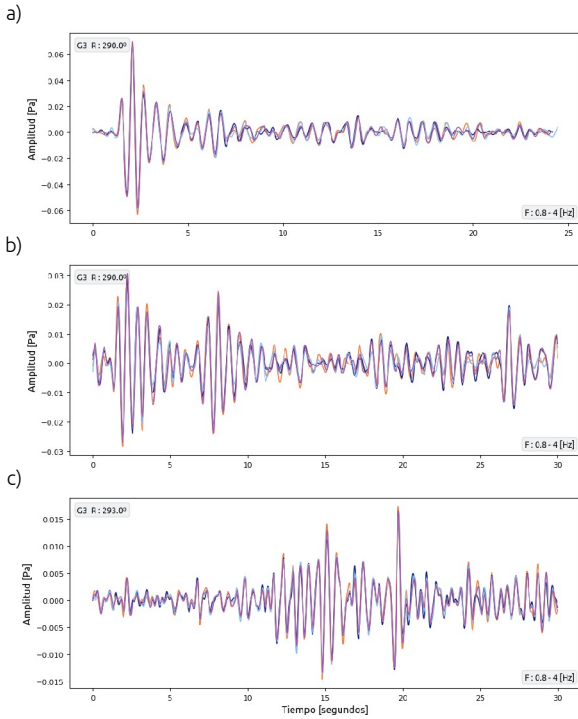 a)
G3 R : 290.0º
0.06
0.04
0.02
0.00
−0.02
−0.04
−0.06
Amplitud [Pa]
F : 0.8 - 4 [Hz]
0 5 10 15 20 25
b)
G3 R : 290.0º
0.03
0.02
0.01
0.00
−0.01
−0.02
−0.03
Amplitud [Pa]
F : 0.8 - 4 [Hz]
0 5 10 15 20 25 30
c)
G3 R : 293.0º
0.015
0.010
0.005
0.000
−0.005
−0.010
−0.015
Amplitud [Pa]
F : 0.8 - 4 [Hz]
0 5 10 15 20 25 30
Tiempo [segundos]